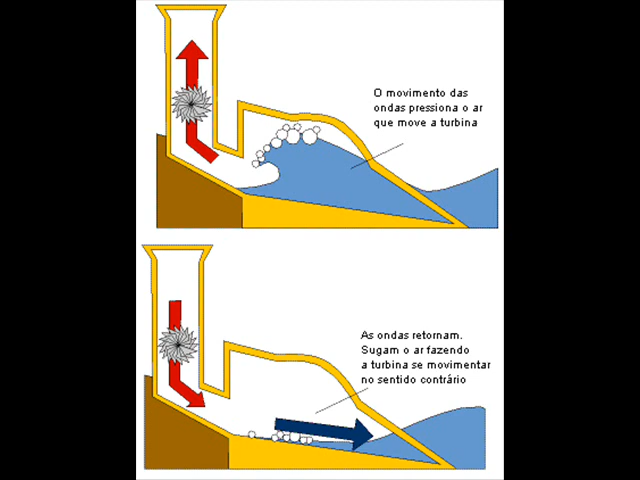 O movimento das
ondas pressiona o ar
que move a turbina
As ondas retornam.
Sugam o ar fazendo
a turbina se movimentar
no sentido contrário